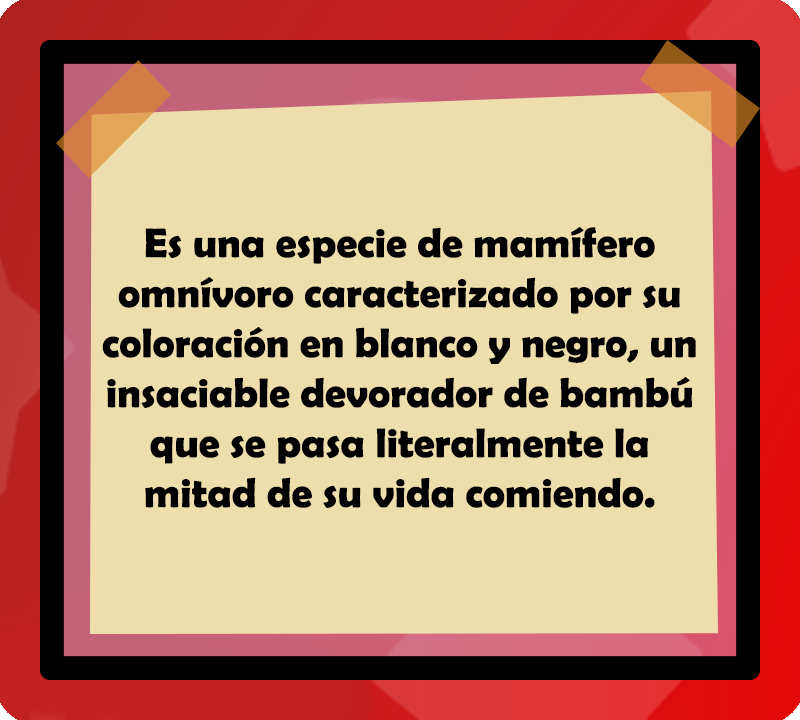 Es una especie de mamífero
omnívoro caracterizado por su
coloración en blanco y negro, un
insaciable devorador de bambú
que se pasa literalmente la
mitad de su vida comiendo.